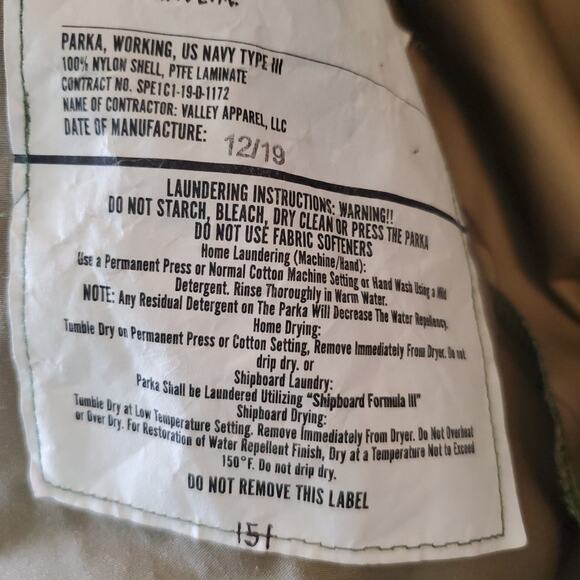 PARKA, WORKING, US NAVY TYPE III
100% NYLON SHELL, PTFE LAMINATE
CONTRACT NO. SPE1C1-19-D-1172
NAME OF CONTRACTOR: VALLEY APPAREL, LLC
DATE OF MANUFACTURE: 12/19
LAUNDERING INSTRUCTIONS: WARNING!!
DO NOT STARCH, BLEACH, DRY CLEAN OR PRESS THE PARKA
DO NOT USE FABRIC SOFTENERS
Home Laundering (Machine/Hand):
Use a Permanent Press or Normal Cotton Machine Setting or Hand Wash Using a Mild
Detergent. Rinse Thoroughly in Warm Water.
NOTE: Any Residual Detergent on The Parka Will Decrease The Water Repellency.
Home Drying:
Tumble Dry on Permanent Press or Cotton Setting, Remove Immediately From Dryer. Do not
drip dry. or
Shipboard Laundry:
Parka Shall be Laundered Utilizing "Shipboard Formula III"
Shipboard Drying:
Tumble Dry at Low Temperature Setting. Remove Immediately From Dryer. Do Not Overheat
or Over Dry. For Restoration of Water Repellent Finish, Dry at a Temperature Not to Exceed
150°F. Do not drip dry.
DO NOT REMOVE THIS LABEL
151